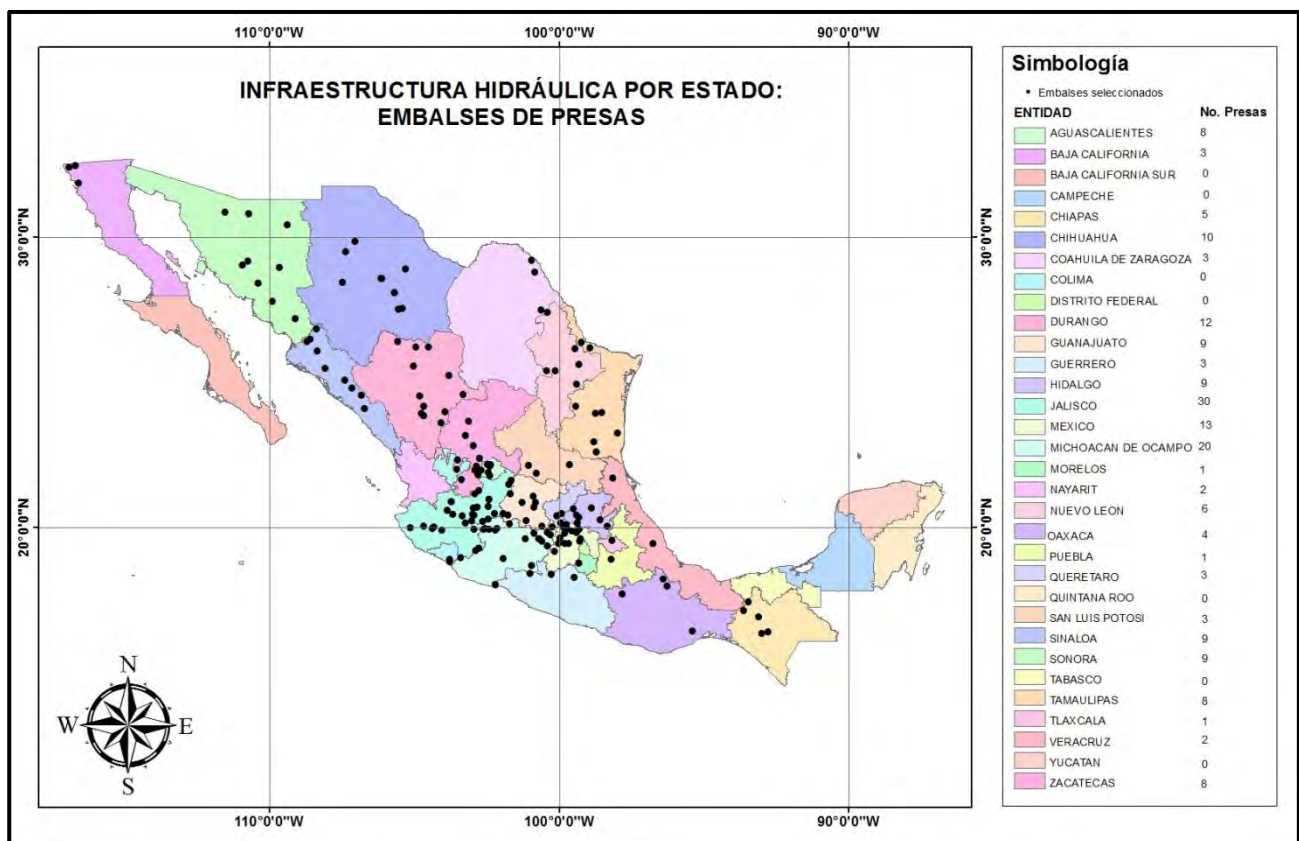 110°0'0"W 100°0'0"W 90°0'0"W
INFRAESTRUCTURA HIDRÁULICA POR ESTADO:
EMBALSES DE PRESAS
30°0'0"N 30°0'0"N
20°0'0"N 20°0'0"N
N
W E
S
110°0'0"W 100°0'0"W 90°0'0"W
Simbología
Embalses seleccionados
ENTIDAD No. Presas
AGUASCALIENTES 8
BAJA CALIFORNIA 3
BAJA CALIFORNIA SUR 0
CAMPECHE 0
CHIAPAS 5
CHIHUAHUA 10
COAHUILA DE ZARAGOZA 3
COLIMA 0
DISTRITO FEDERAL 0
DURANGO 12
GUANAJUATO 9
GUERRERO 3
HIDALGO 9
JALISCO 30
MEXICO 13
MICHOACAN DE OCAMPO 20
MORELOS 1
NAYARIT 2
NUEVO LEON 6
OAXACA 4
PUEBLA 1
QUERETARO 3
QUINTANA ROO 0
SAN LUIS POTOSI 3
SINALOA 9
SONORA 9
TABASCO 0
TAMAULIPAS 8
TLAXCALA 1
VERACRUZ 2
YUCATAN 0
ZACATECAS 8